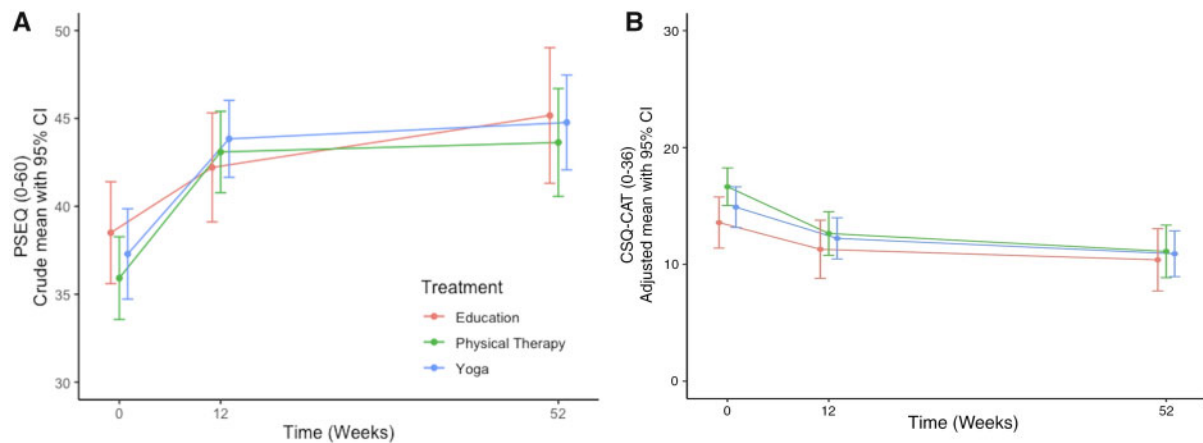 A
PSEQ (0-60)
Crude mean with 95% CI
50
45
40
35
30
Treatment
Education
Physical Therapy
Yoga
0
12
52
Time (Weeks)
B
CSQ-CAT (0-36)
Adjusted mean with 95% CI
30
20
10
0
0
12
52
Time (Weeks)